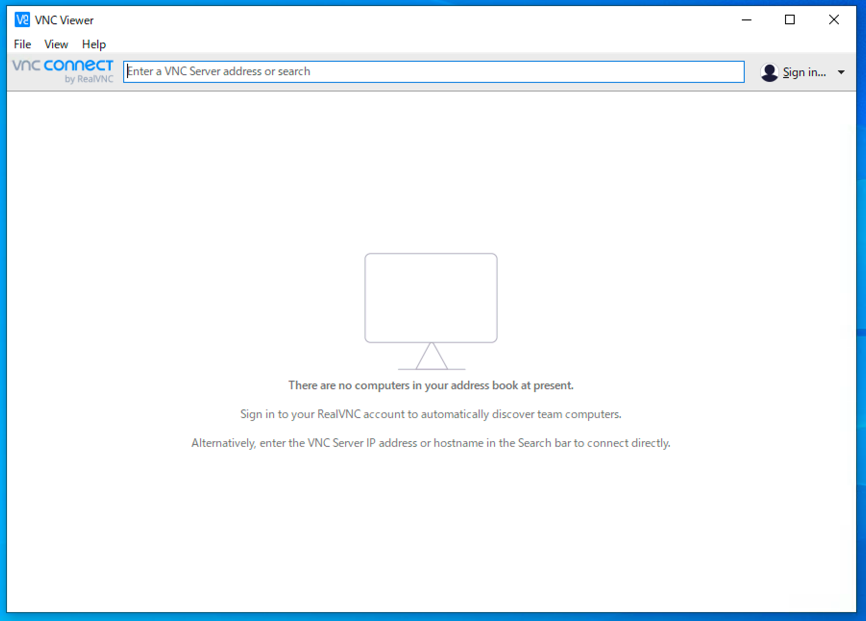 VNC Viewer
File View Help
vnc connect
by RealVNC
Enter a VNC Server address or search
Sign in...
There are no computers in your address book at present.
Sign in to your RealVNC account to automatically discover team computers.
Alternatively, enter the VNC Server IP address or hostname in the Search bar to connect directly.